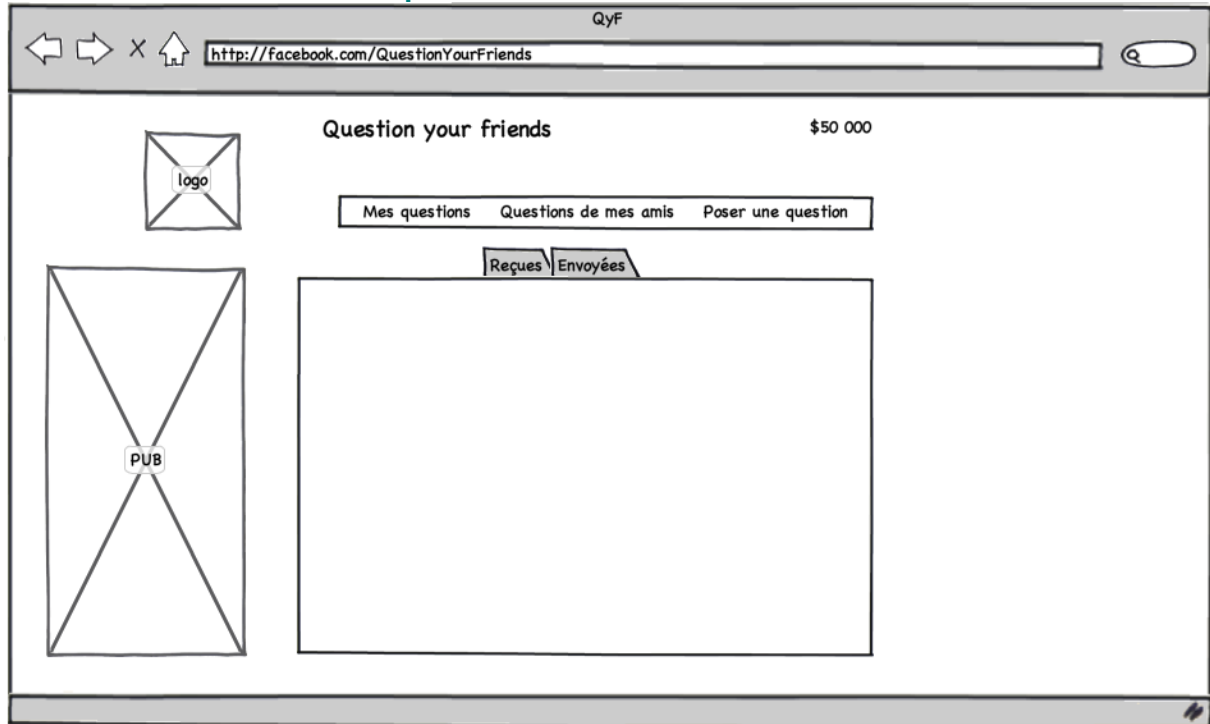 QyF
http://facebook.com/QuestionYourFriends
Question your friends
$50 000
logo
Mes questions Questions de mes amis Poser une question
Reçues Envoyées
PUB